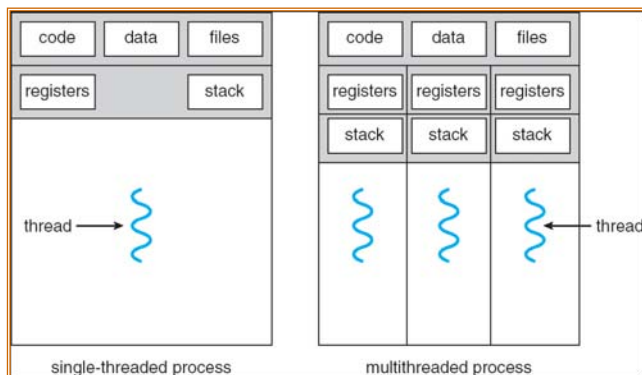 code data files code data files
registers stack registers registers registers
stack stack stack
thread thread
single-threaded process multithreaded process